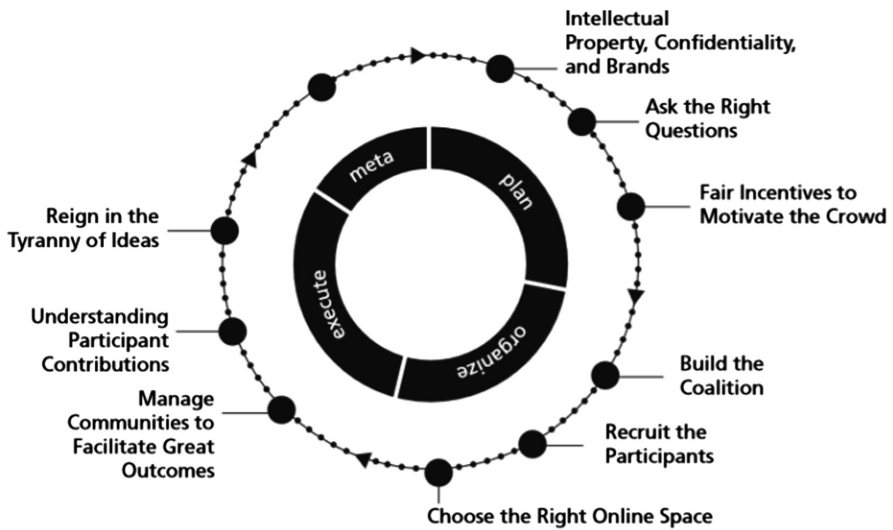 Intellectual
Property, Confidentiality,
and Brands
Ask the Right
Questions
Fair Incentives to
Motivate the Crowd
Build the
Coalition
Recruit the
Participants
Choose the Right Online Space
Manage
Communities to
Facilitate Great
Outcomes
Understanding
Participant
Contributions
Reign in the
Tyranny of Ideas
meta
plan
organize
execute